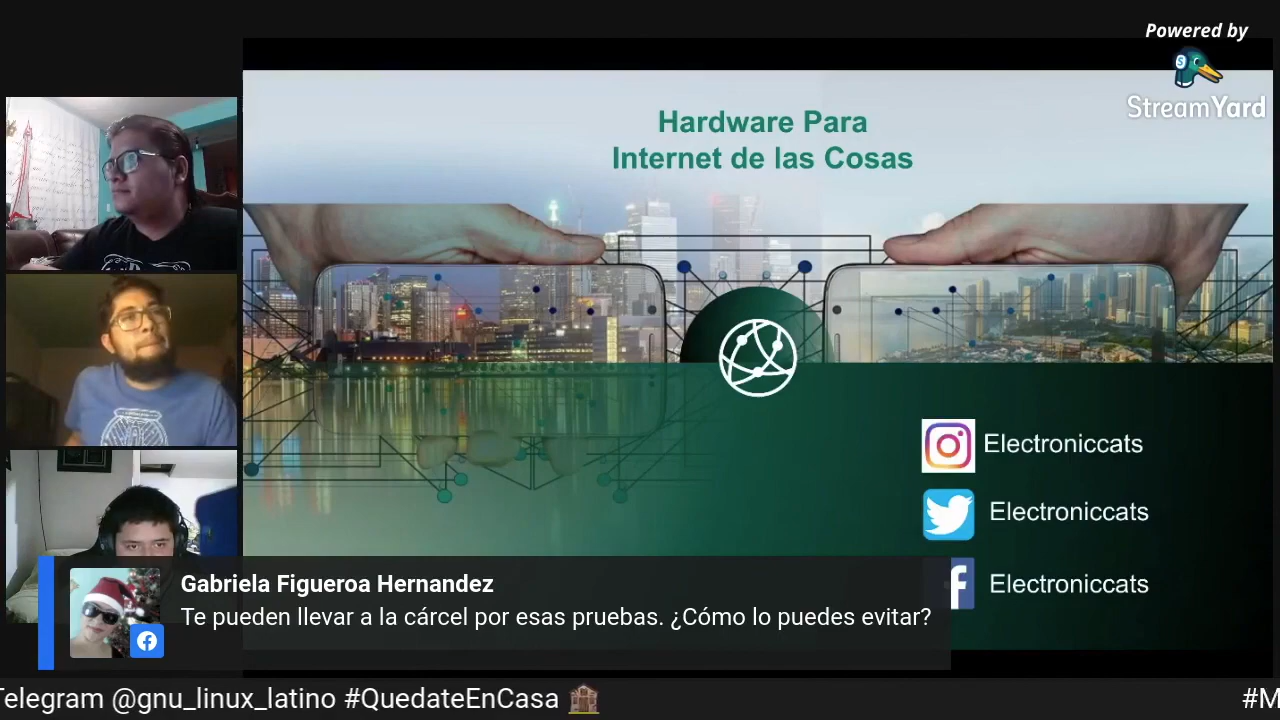 Powered by
StreamYard
Hardware Para
Internet de las Cosas
Electroniccats
Electroniccats
Electroniccats
Gabriela Figueroa Hernandez
Te pueden llevar a la cárcel por esas pruebas. ¿Cómo lo puedes evitar?
Telegram @gnu_linux_latino #QuedateEnCasa 🏚 #M